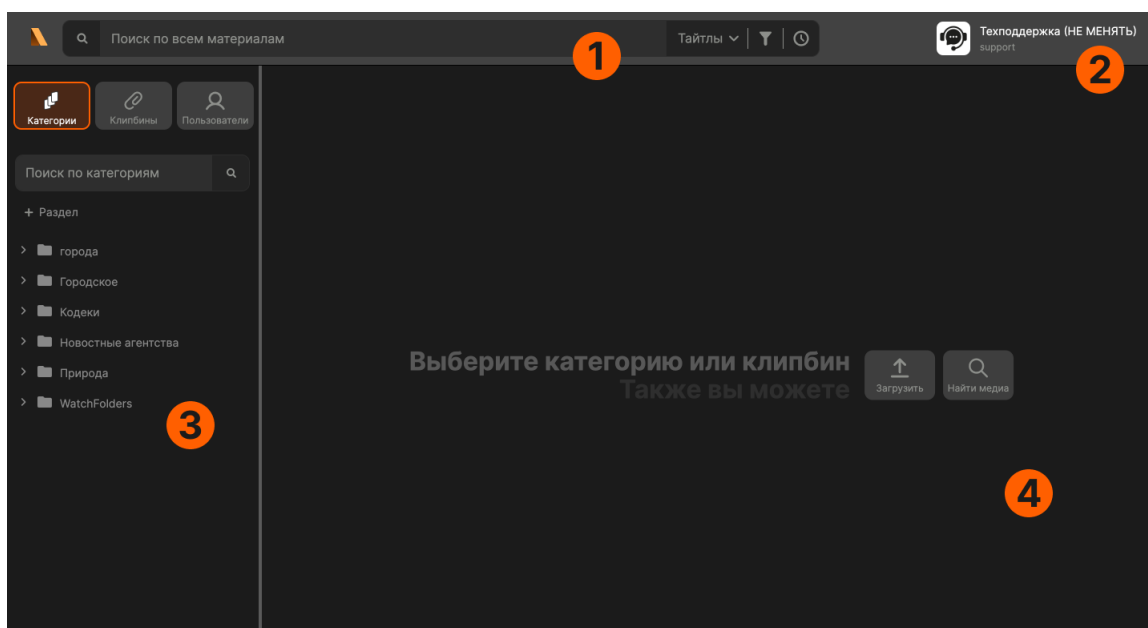 Поиск по всем материалам
Тайтлы
Техподдержка (НЕ МЕНЯТЬ)
support
1
2
Категории
Клипбины
Пользователи
Поиск по категориям
+ Раздел
города
Городское
Кодеки
Новостные агентства
Природа
WatchFolders
3
Выберите категорию или клипбин
Также вы можете
Загрузить
Найти медиа
4